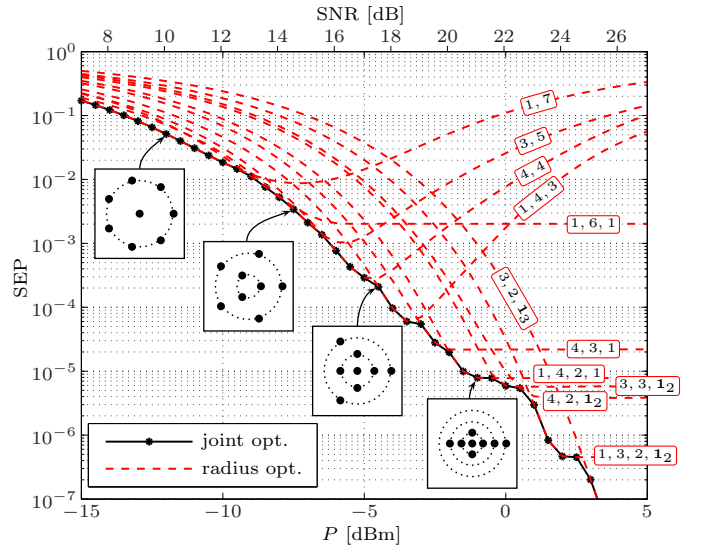 SNR [dB]
8 10 12 14 16 18 20 22 24 26
SEP
10^0
10^{-1}
10^{-2}
10^{-3}
10^{-4}
10^{-5}
10^{-6}
10^{-7}
1, 7
3, 5
4, 4
1, 4, 3
1, 6, 1
3, 2, 1_3
4, 3, 1
1, 4, 2, 1
3, 3, 1_2
4, 2, 1_2
1, 3, 2, 1_2
joint opt.
radius opt.
−15 −10 −5 0 5
P [dBm]